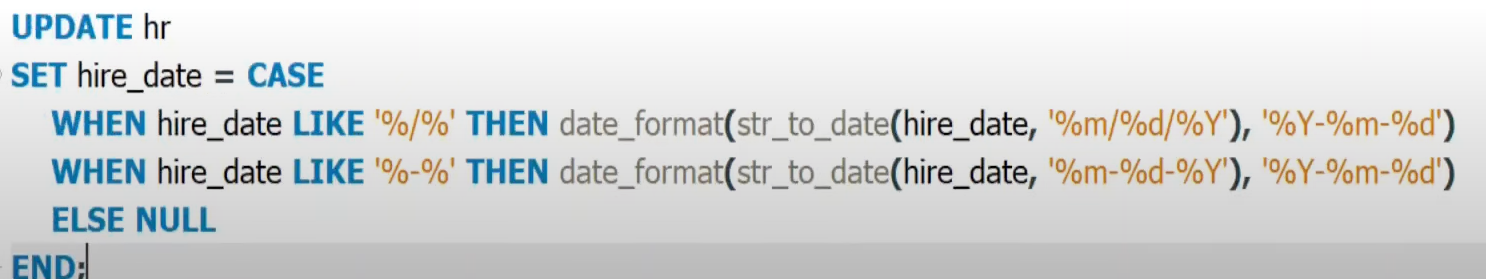 UPDATE hr
SET hire_date = CASE
WHEN hire_date LIKE '%/%' THEN date_format(str_to_date(hire_date, '%m/%d/%Y'), '%Y-%m-%d')
WHEN hire_date LIKE '%-%' THEN date_format(str_to_date(hire_date, '%m-%d-%Y'), '%Y-%m-%d')
ELSE NULL
END;